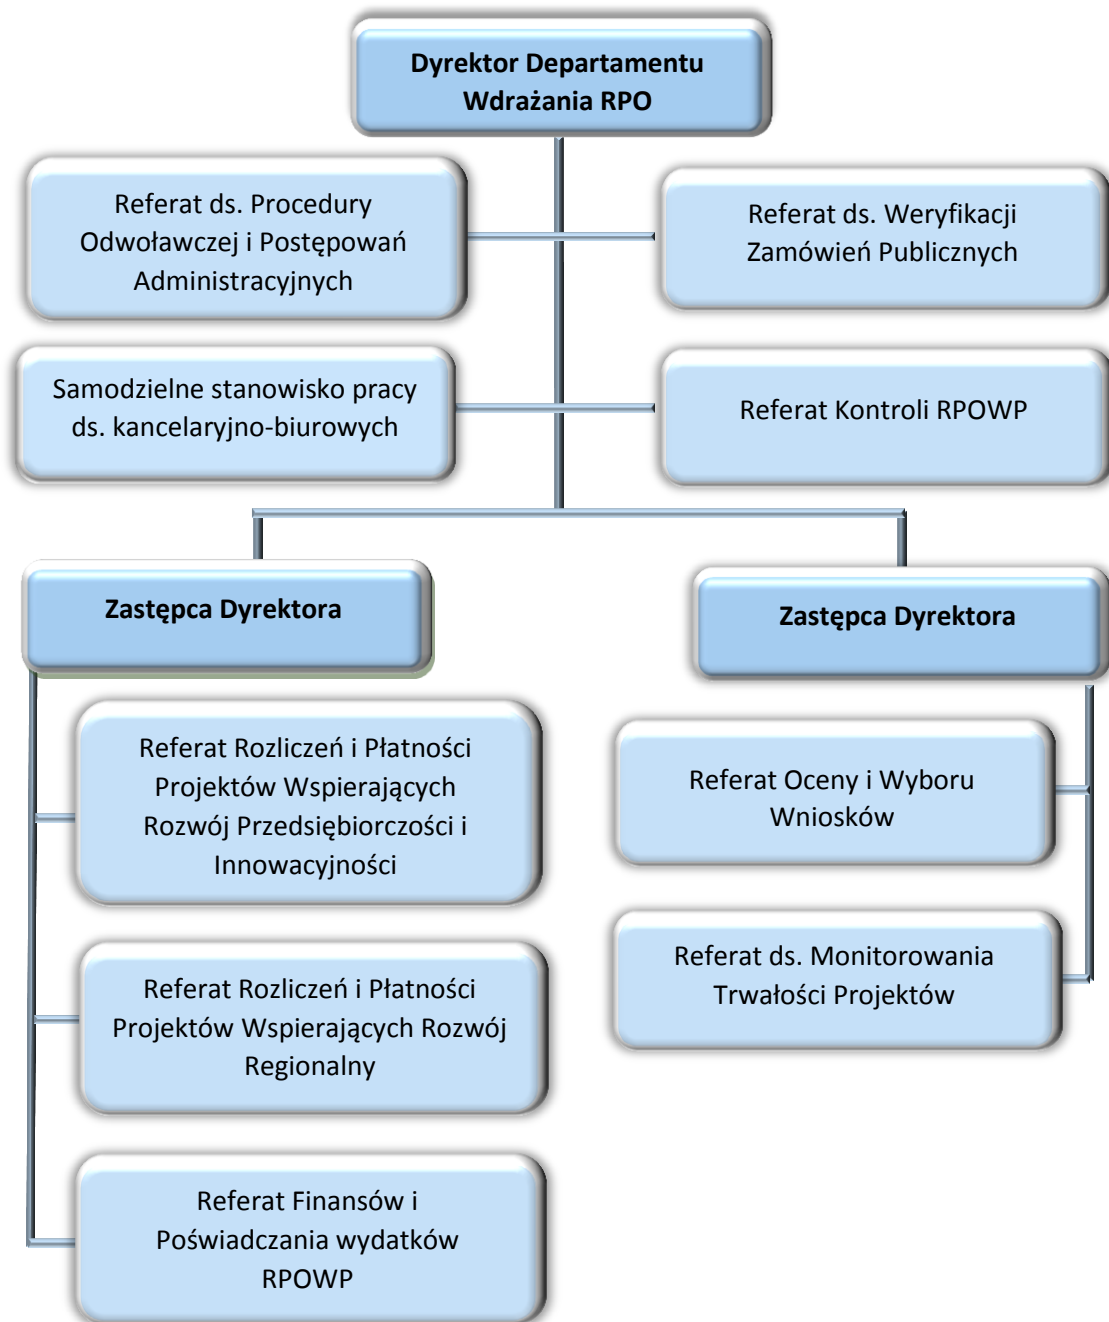 Dyrektor Departamentu
Wdrażania RPO
Referat ds. Procedury
Odwoławczej i Postępowań
Administracyjnych
Referat ds. Weryfikacji
Zamówień Publicznych
Samodzielne stanowisko pracy
ds. kancelaryjno-biurowych
Referat Kontroli RPOWP
Zastępca Dyrektora
Zastępca Dyrektora
Referat Rozliczeń i Płatności
Projektów Wspierających
Rozwój Przedsiębiorczości i
Innowacyjności
Referat Oceny i Wyboru
Wniosków
Referat Rozliczeń i Płatności
Projektów Wspierających Rozwój
Regionalny
Referat ds. Monitorowania
Trwałości Projektów
Referat Finansów i
Poświadczania wydatków
RPOWP